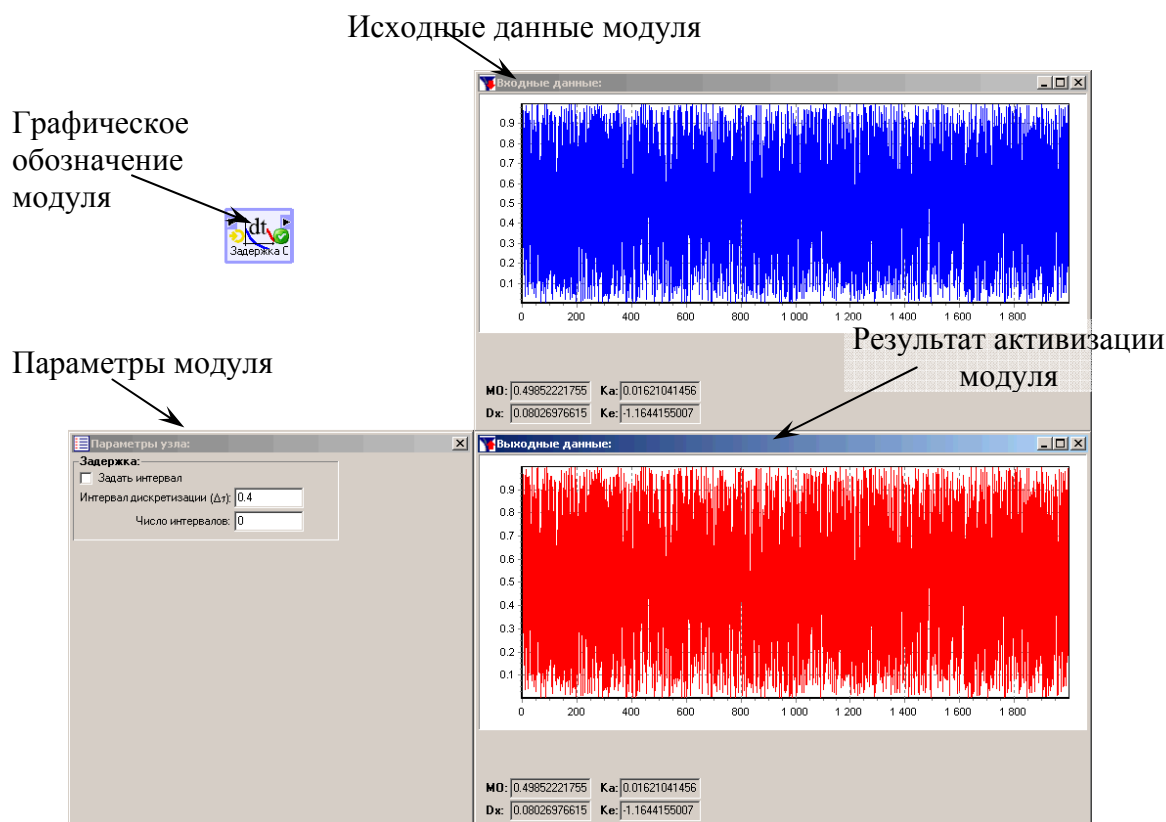 Исходные данные модуля
Входные данные:
0.9
0.8
0.7
0.6
0.5
0.4
0.3
0.2
0.1
0 200 400 600 800 1 000 1 200 1 400 1 600 1 800
МО: 0.49852221755 Ka: 0.01621041456
Dx: 0.08026976615 Ke: -1.1644155007
Графическое
обозначение
модуля
dt
Задержка С
Параметры модуля
Результат активизации
модуля
Параметры узла:
Задержка:
Задать интервал
Интервал дискретизации (Δτ): 0.4
Число интервалов: 0
Выходные данные:
0.9
0.8
0.7
0.6
0.5
0.4
0.3
0.2
0.1
0 200 400 600 800 1 000 1 200 1 400 1 600 1 800
МО: 0.49852221755 Ka: 0.01621041456
Dx: 0.08026976615 Ke: -1.1644155007